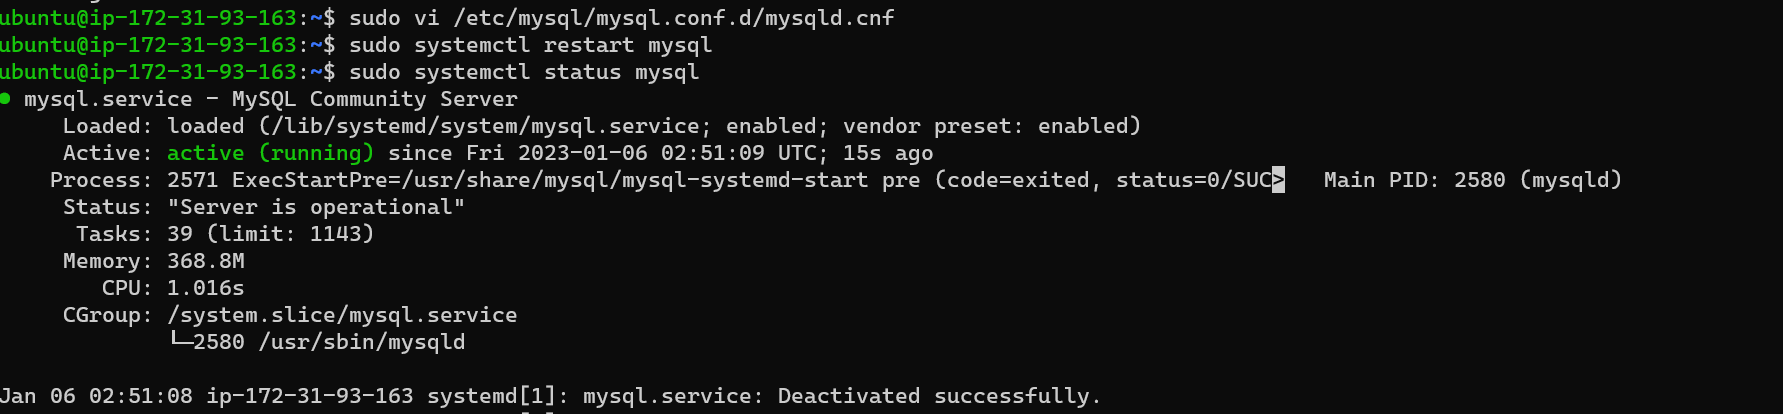 ubuntu@ip-172-31-93-163:~$ sudo vi /etc/mysql/mysql.conf.d/mysqld.cnf
ubuntu@ip-172-31-93-163:~$ sudo systemctl restart mysql
ubuntu@ip-172-31-93-163:~$ sudo systemctl status mysql
● mysql.service - MySQL Community Server
     Loaded: loaded (/lib/systemd/system/mysql.service; enabled; vendor preset: enabled)
     Active: active (running) since Fri 2023-01-06 02:51:09 UTC; 15s ago
    Process: 2571 ExecStartPre=/usr/share/mysql/mysql-systemd-start pre (code=exited, status=0/SUC>   Main PID: 2580 (mysqld)
     Status: "Server is operational"
      Tasks: 39 (limit: 1143)
     Memory: 368.8M
        CPU: 1.016s
     CGroup: /system.slice/mysql.service
             └─2580 /usr/sbin/mysqld
Jan 06 02:51:08 ip-172-31-93-163 systemd[1]: mysql.service: Deactivated successfully.